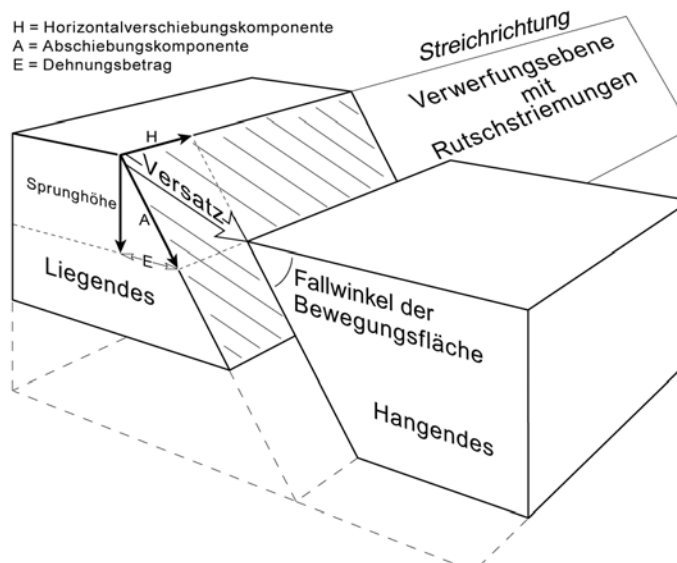 H = Horizontalverschiebungskomponente
A = Abschiebungskomponente
E = Dehnungsbetrag
Streichrichtung
Verwerfungsebene
mit
Rutschstriemungen
H
Versatz
Sprunghöhe
A
E
Liegendes
Fallwinkel der
Bewegungsfläche
Hangendes